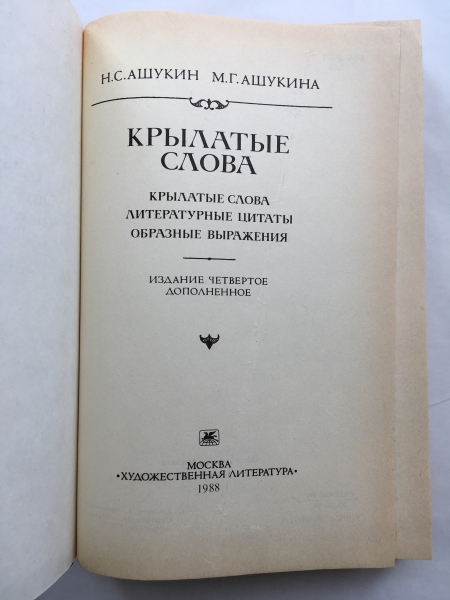 Н.С.АШУКИН М.Г.АШУКИНА
КРЫЛАТЫЕ
СЛОВА
КРЫЛАТЫЕ СЛОВА
ЛИТЕРАТУРНЫЕ ЦИТАТЫ
ОБРАЗНЫЕ ВЫРАЖЕНИЯ
ИЗДАНИЕ ЧЕТВЕРТОЕ
ДОПОЛНЕННОЕ
МОСКВА
«ХУДОЖЕСТВЕННАЯ ЛИТЕРАТУРА»
1988